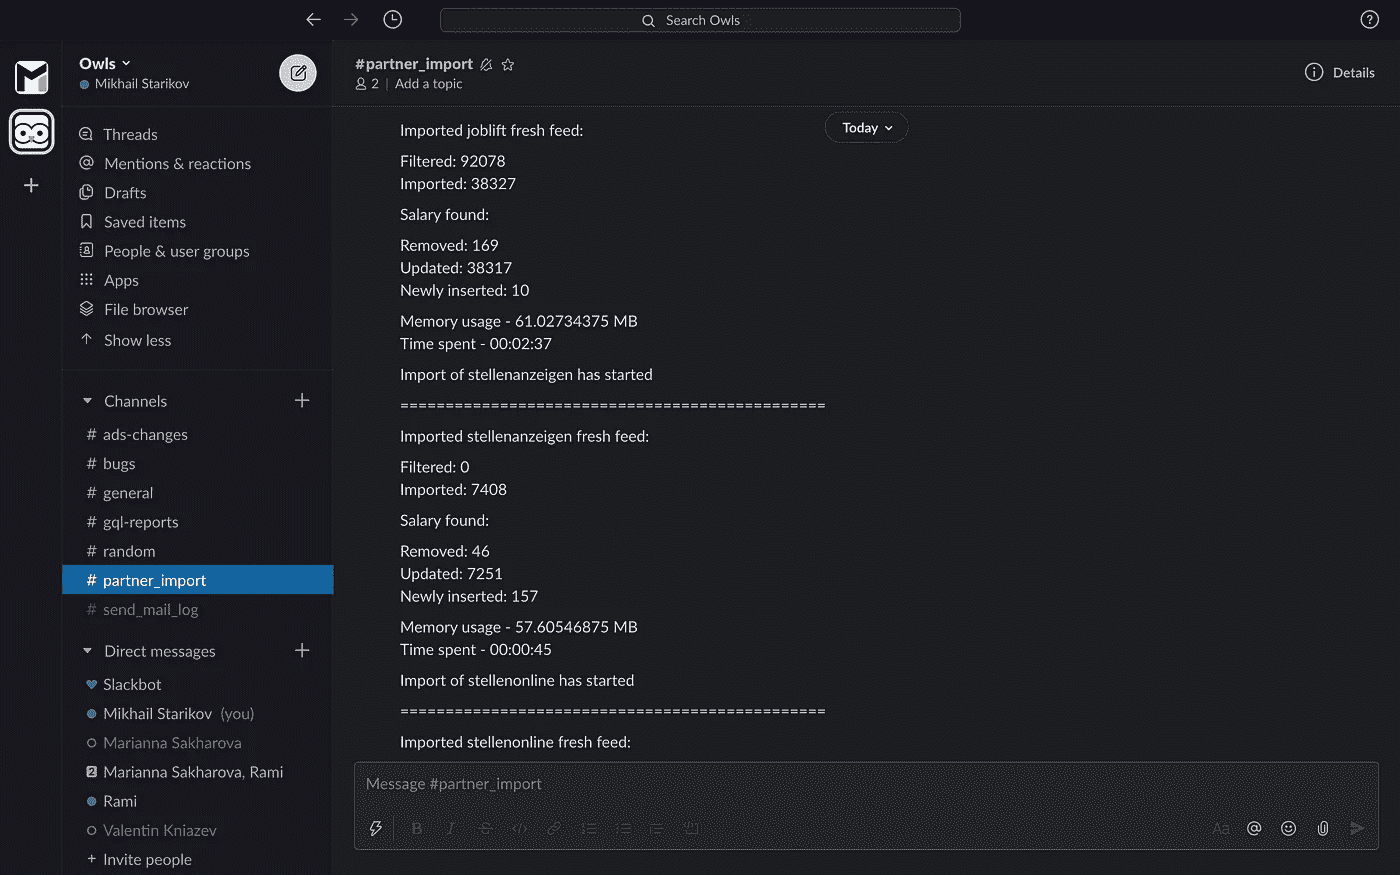 Search Owls
Owls
Mikhail Starikov
Threads
Mentions & reactions
Drafts
Saved items
People & user groups
Apps
File browser
Show less
Channels
# ads-changes
# bugs
# general
# gql-reports
# random
# partner_import
# send_mail_log
Direct messages
Slackbot
Mikhail Starikov (you)
Marianna Sakharova
2 Marianna Sakharova, Rami
Rami
Valentin Kniazev
+ Invite people
#partner_import
2 | Add a topic
Details
Today
Imported joblift fresh feed:
Filtered: 92078
Imported: 38327
Salary found:
Removed: 169
Updated: 38317
Newly inserted: 10
Memory usage - 61.02734375 MB
Time spent - 00:02:37
Import of stellenanzeigen has started
===============================================
Imported stellenanzeigen fresh feed:
Filtered: 0
Imported: 7408
Salary found:
Removed: 46
Updated: 7251
Newly inserted: 157
Memory usage - 57.60546875 MB
Time spent - 00:00:45
Import of stellenonline has started
===============================================
Imported stellenonline fresh feed:
Message #partner_import
B I S </> Aa @